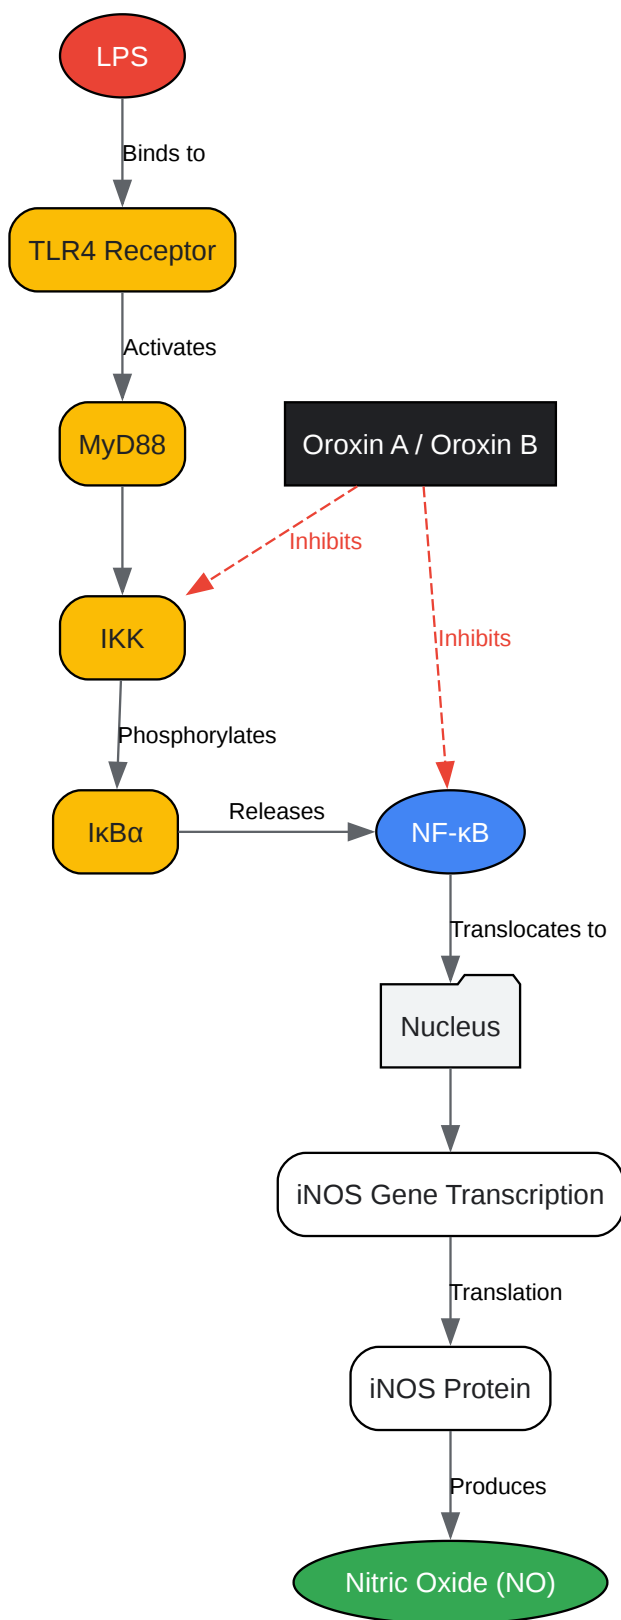 LPS
Binds to
TLR4 Receptor
Activates
MyD88
Oroxin A / Oroxin B
Inhibits
IKK
Inhibits
Phosphorylates
IκBα
Releases
NF-κB
Translocates to
Nucleus
iNOS Gene Transcription
Translation
iNOS Protein
Produces
Nitric Oxide (NO)